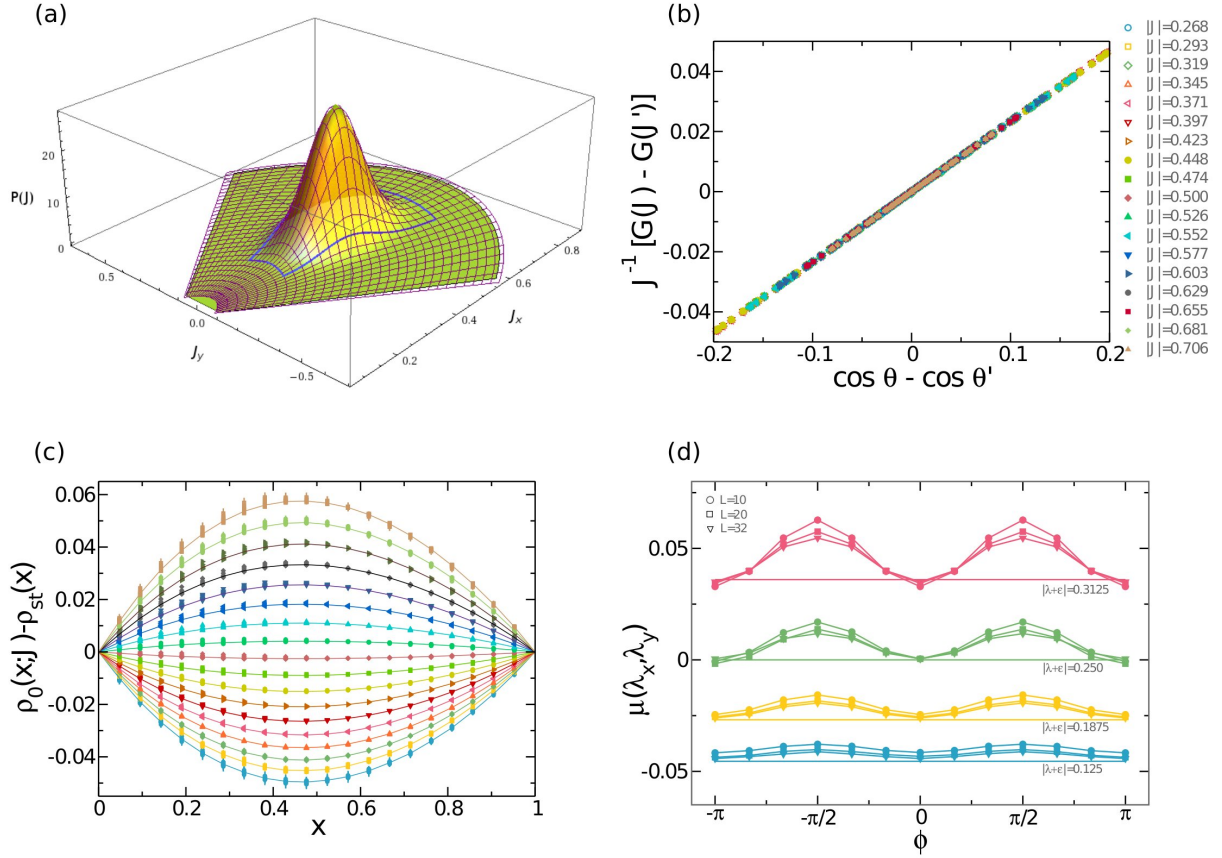 (a)
P(J)
20
10
0
0.5
0.0
-0.5
J_y
0.2
0.4
0.6
0.8
J_x
(b)
J⁻¹ [G(J ) - G(J')]
0.04
0.02
0
-0.02
-0.04
-0.2
-0.1
0
0.1
0.2
cos θ - cos θ'
|J|=0.268
|J|=0.293
|J|=0.319
|J|=0.345
|J|=0.371
|J|=0.397
|J|=0.423
|J|=0.448
|J|=0.474
|J|=0.500
|J|=0.526
|J|=0.552
|J|=0.577
|J|=0.603
|J|=0.629
|J|=0.655
|J|=0.681
|J|=0.706
(c)
ρ₀(x;J )-ρ_st(x)
0.06
0.04
0.02
0
-0.02
-0.04
0
0.2
0.4
0.6
0.8
1
x
(d)
μ(λ_x,λ_y)
0.05
0
-0.05
L=10
L=20
L=32
|λ+ε|=0.3125
|λ+ε|=0.250
|λ+ε|=0.1875
|λ+ε|=0.125
-π
-π/2
0
π/2
π
ϕ